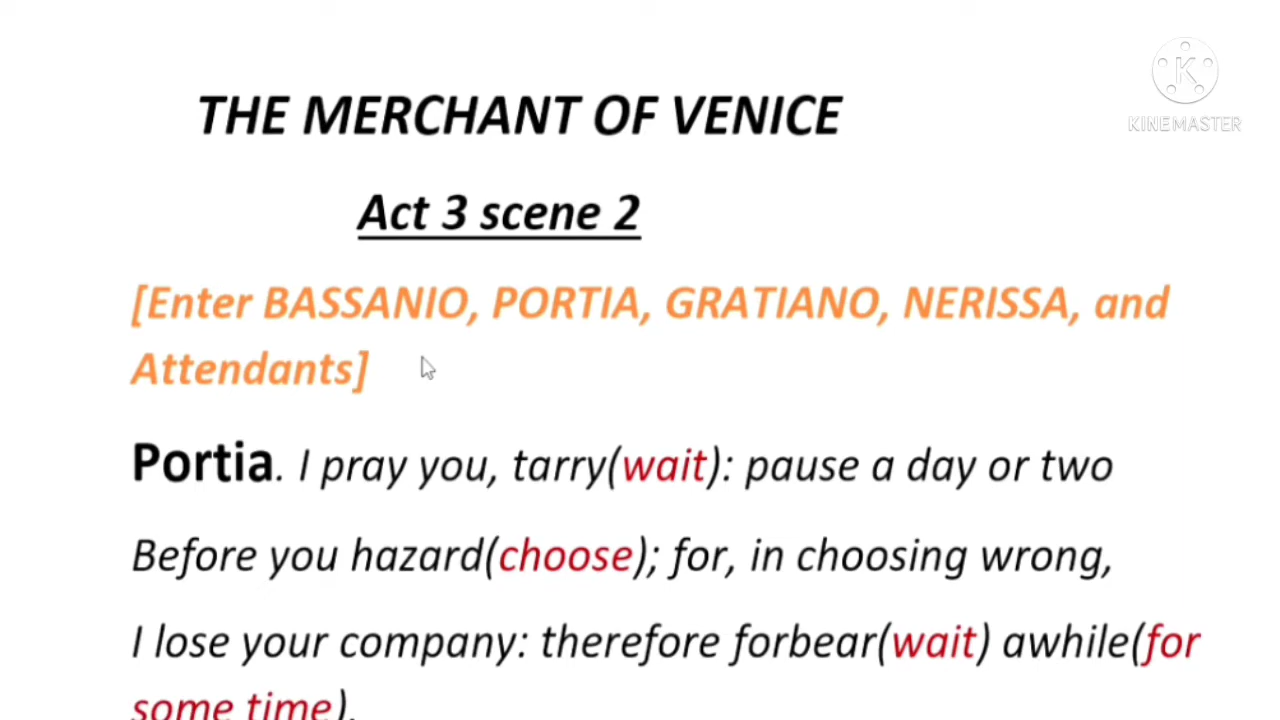 K
KINEMASTER
THE MERCHANT OF VENICE
Act 3 scene 2
[Enter BASSANIO, PORTIA, GRATIANO, NERISSA, and
Attendants]
Portia. I pray you, tarry(wait): pause a day or two
Before you hazard(choose); for, in choosing wrong,
I lose your company: therefore forbear(wait) awhile(for
some time).